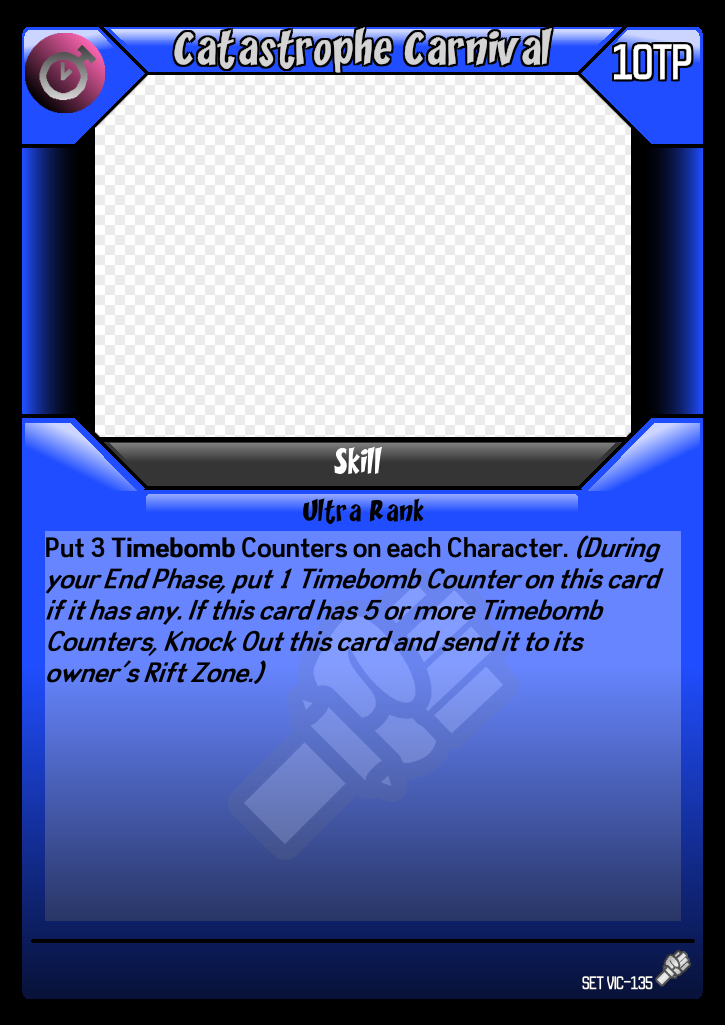 Catastrophe Carnival
10TP
Skill
Ultra Rank
Put 3 Timebomb Counters on each Character. (During
your End Phase, put 1 Timebomb Counter on this card
if it has any. If this card has 5 or more Timebomb
Counters, Knock Out this card and send it to its
owner's Rift Zone.)
SET VIC-135